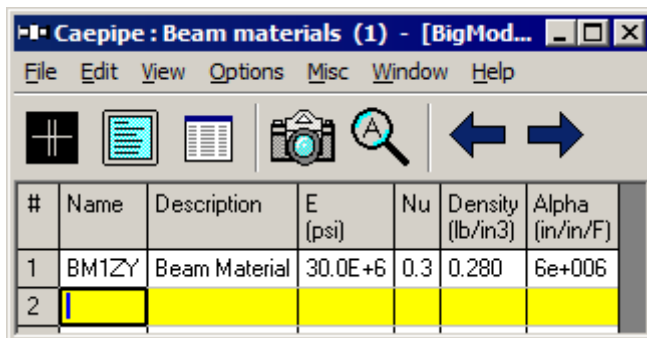 Caepipe : Beam materials (1) - [BigMod...
File Edit View Options Misc Window Help
A
# Name Description E (psi) Nu Density (lb/in3) Alpha (in/in/F)
1 BM1ZY Beam Material 30.0E+6 0.3 0.280 6e+006
2